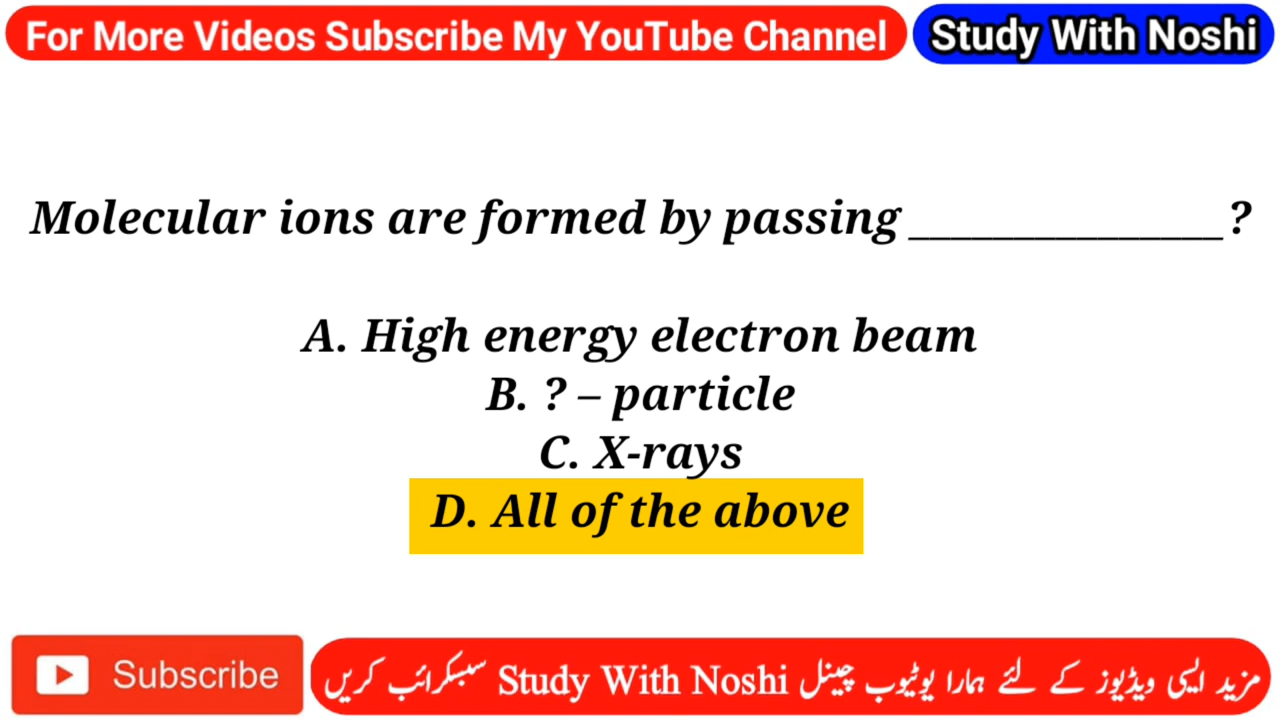 For More Videos Subscribe My YouTube Channel
Study With Noshi
Molecular ions are formed by passing _______________?
A. High energy electron beam
B. ? – particle
C. X-rays
D. All of the above
Subscribe
مزید ایسی ویڈیوز کے لئے ہمارا یوٹیوب چینل Study With Noshi سبسکرائب کریں